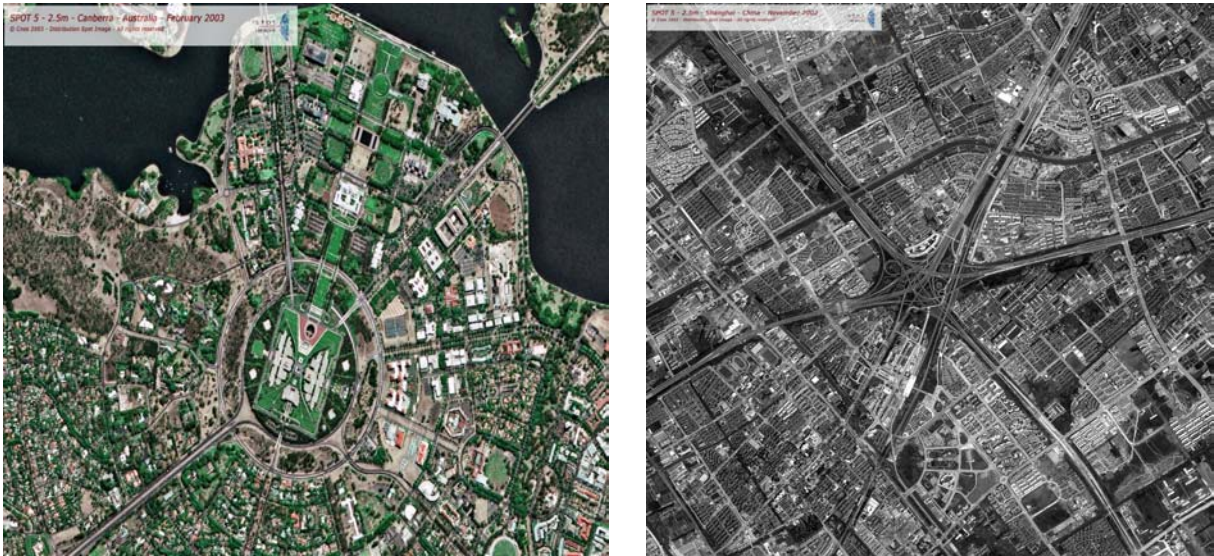 SPOT 5 - 2.5m - Canberra - Australia - February 2003
© Cnes 2003 - Distribution Spot Image - All rights reserved
SPOT 5 - 2.5m - Shanghai - China - November 2002